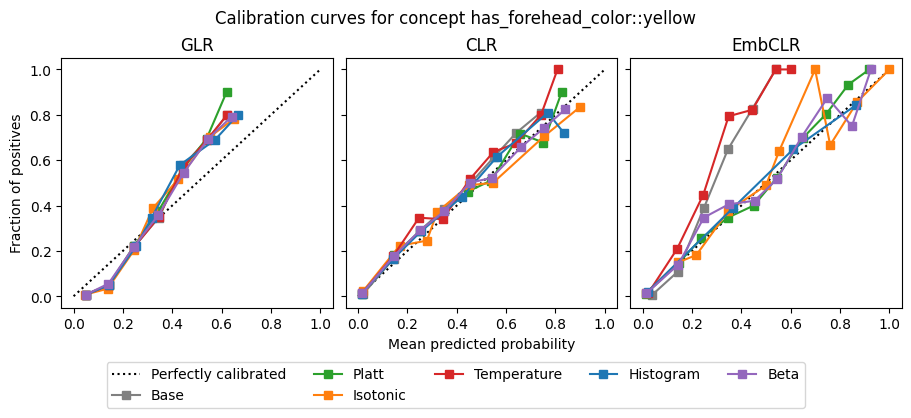 Calibration curves for concept has_forehead_color::yellow
GLR
CLR
EmbCLR
Fraction of positives
1.0
0.8
0.6
0.4
0.2
0.0
0.0 0.2 0.4 0.6 0.8 1.0
0.0 0.2 0.4 0.6 0.8 1.0
0.0 0.2 0.4 0.6 0.8 1.0
Mean predicted probability
Perfectly calibrated
Base
Platt
Isotonic
Temperature
Histogram
Beta